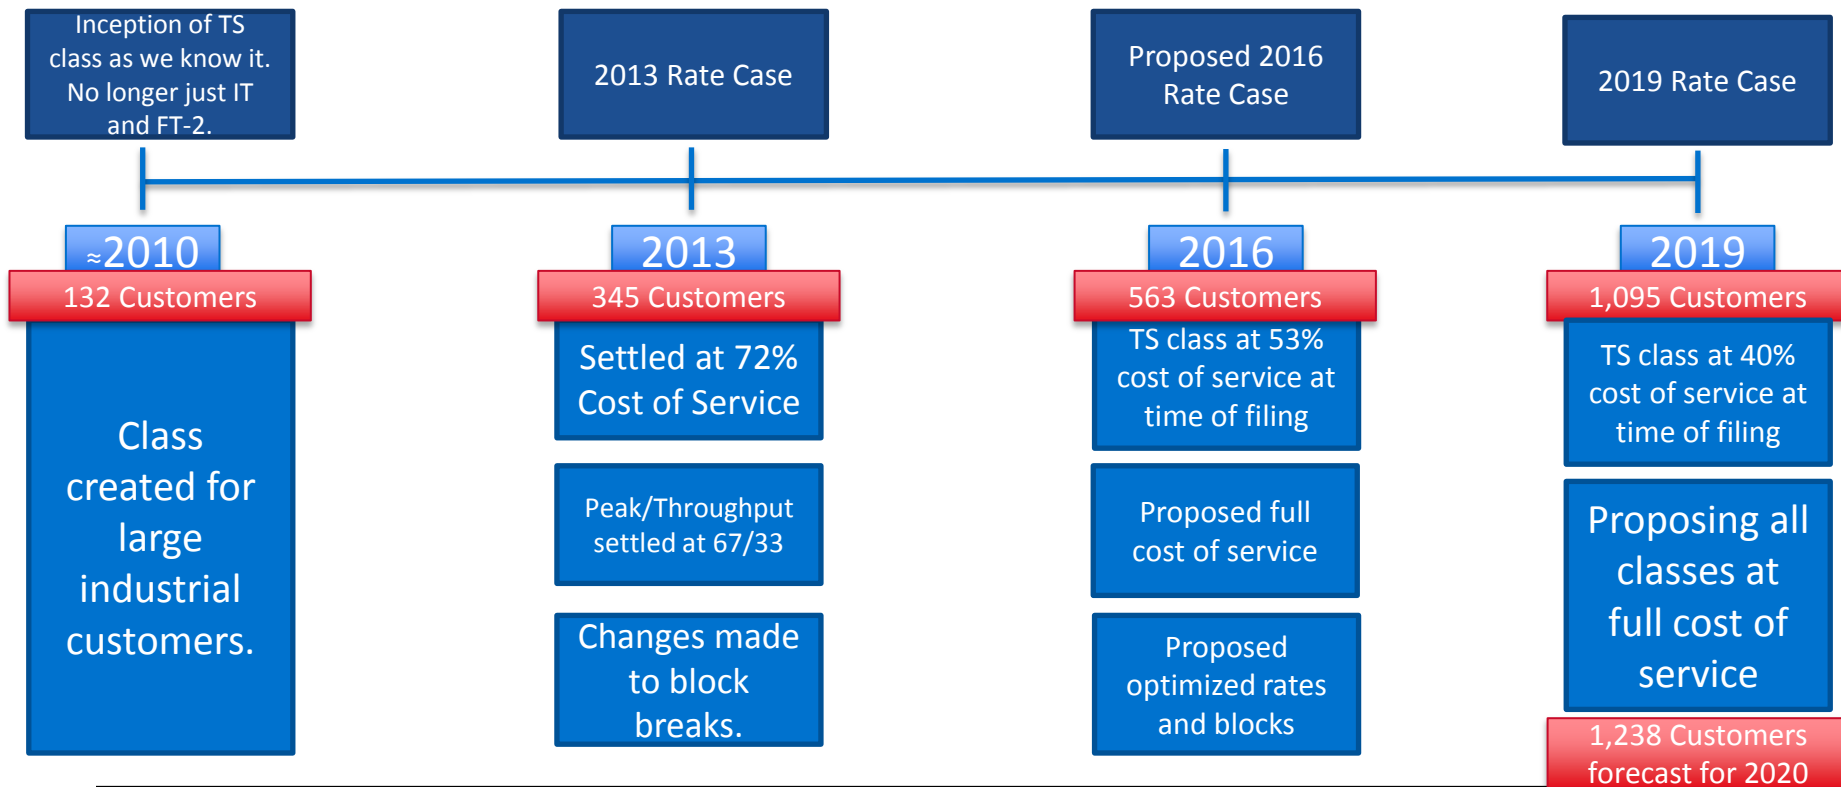 Inception of TS
class as we know it.
No longer just IT
and FT-2.
2013 Rate Case
Proposed 2016
Rate Case
2019 Rate Case
≈2010
132 Customers
Class
created for
large
industrial
customers.
2013
345 Customers
Settled at 72%
Cost of Service
Peak/Throughput
settled at 67/33
Changes made
to block
breaks.
2016
563 Customers
TS class at 53%
cost of service at
time of filing
Proposed full
cost of service
Proposed
optimized rates
and blocks
2019
1,095 Customers
TS class at 40%
cost of service at
time of filing
Proposing all
classes at
full cost of
service
1,238 Customers
forecast for 2020